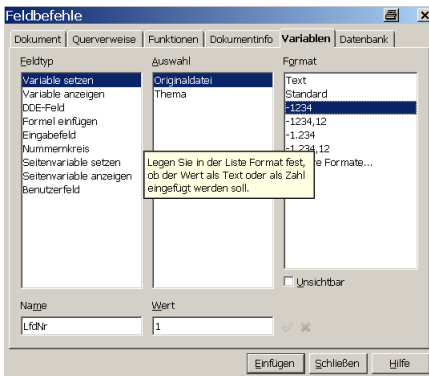 Feldbefehle
Dokument Querverweise Funktionen Dokumentinfo Variablen Datenbank
Feldtyp
Variable setzen
Variable anzeigen
DDE-Feld
Formel einfügen
Eingabefeld
Nummernkreis
Seitenvariable setzen
Seitenvariable anzeigen
Benutzerfeld
Auswahl
Originaldatei
Thema
Format
Text
Standard
-1234
-1234,12
-1.234
-1.234,12
Formate...
Legen Sie in der Liste Format fest,
ob der Wert als Text oder als Zahl
eingefügt werden soll.
Unsichtbar
Name
LfdNr
Wert
1
Einfügen Schließen Hilfe